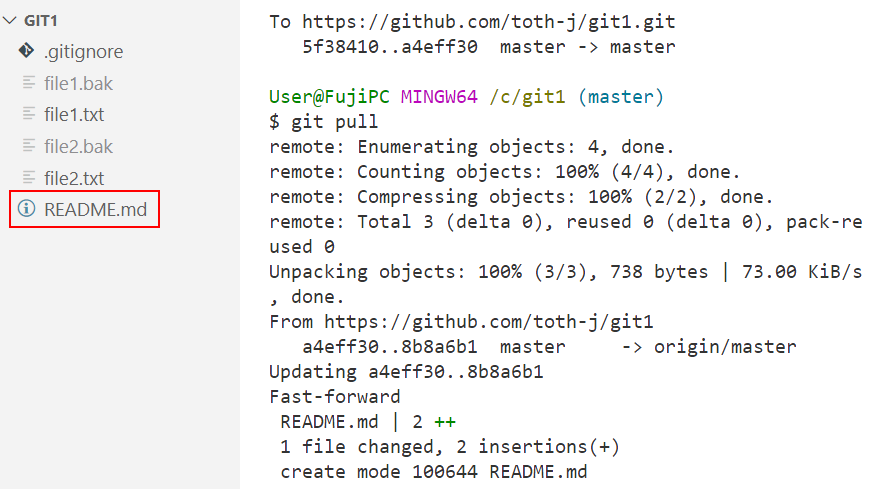 GIT1
.gitignore
file1.bak
file1.txt
file2.bak
file2.txt
README.md
To https://github.com/toth-j/git1.git
   5f38410..a4eff30  master -> master
User@FujiPC MINGW64 /c/git1 (master)
$ git pull
remote: Enumerating objects: 4, done.
remote: Counting objects: 100% (4/4), done.
remote: Compressing objects: 100% (2/2), done.
remote: Total 3 (delta 0), reused 0 (delta 0), pack-re
used 0
Unpacking objects: 100% (3/3), 738 bytes | 73.00 KiB/s
, done.
From https://github.com/toth-j/git1
   a4eff30..8b8a6b1  master     -> origin/master
Updating a4eff30..8b8a6b1
Fast-forward
 README.md | 2 ++
 1 file changed, 2 insertions(+)
 create mode 100644 README.md